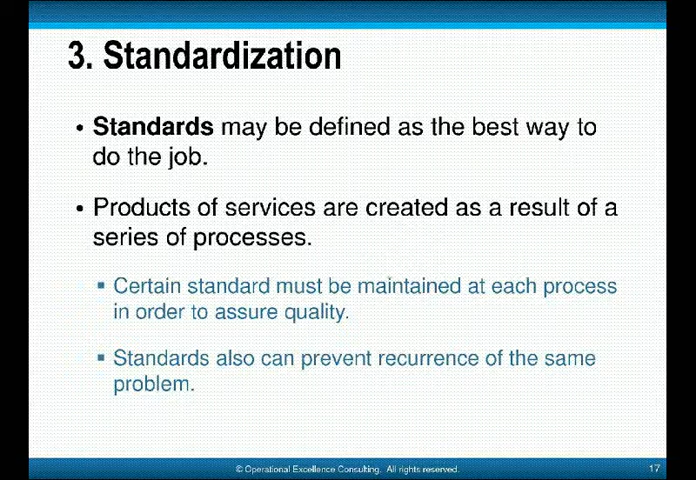 3. Standardization
• Standards may be defined as the best way to
do the job.
• Products of services are created as a result of a
series of processes.
▪ Certain standard must be maintained at each process
in order to assure quality.
▪ Standards also can prevent recurrence of the same
problem.
© Operational Excellence Consulting. All rights reserved.
17